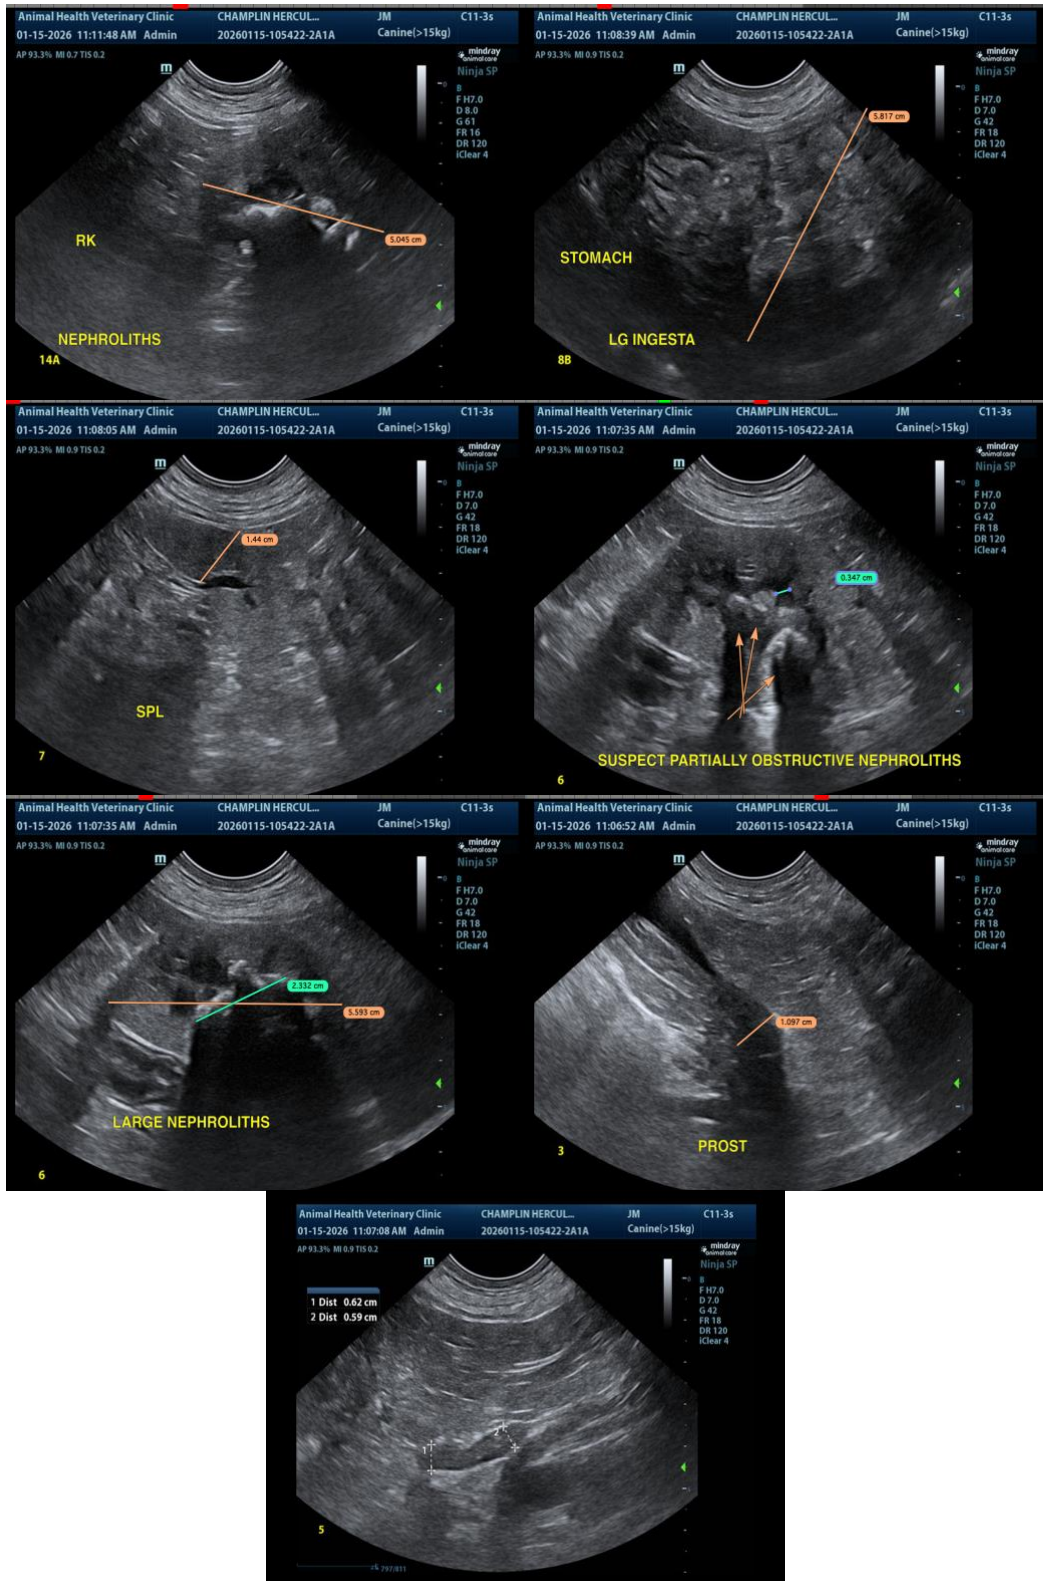 Animal Health Veterinary Clinic CHAMPLIN HERCUL... JM C11-3s
01-15-2026 11:11:48 AM Admin 20260115-105422-2A1A Canine(>15kg)
AP 93.3% MI 0.7 TIS 0.2
mindray
animalcare
Ninja SP
m
0
B
F H7.0
D 8.0
G 61
FR 16
DR 120
iClear 4
5.045 cm
RK
NEPHROLITHS
14A
Animal Health Veterinary Clinic CHAMPLIN HERCUL... JM C11-3s
01-15-2026 11:08:39 AM Admin 20260115-105422-2A1A Canine(>15kg)
AP 93.3% MI 0.9 TIS 0.2
mindray
animalcare
Ninja SP
m
0
B
F H7.0
D 7.0
G 42
FR 18
DR 120
iClear 4
5.817 cm
STOMACH
LG INGESTA
8B
Animal Health Veterinary Clinic CHAMPLIN HERCUL... JM C11-3s
01-15-2026 11:08:05 AM Admin 20260115-105422-2A1A Canine(>15kg)
AP 93.3% MI 0.9 TIS 0.2
mindray
animalcare
Ninja SP
m
0
B
F H7.0
D 7.0
G 42
FR 18
DR 120
iClear 4
1.44 cm
SPL
7
Animal Health Veterinary Clinic CHAMPLIN HERCUL... JM C11-3s
01-15-2026 11:07:35 AM Admin 20260115-105422-2A1A Canine(>15kg)
AP 93.3% MI 0.9 TIS 0.2
mindray
animalcare
Ninja SP
m
0
B
F H7.0
D 7.0
G 42
FR 18
DR 120
iClear 4
0.347 cm
SUSPECT PARTIALLY OBSTRUCTIVE NEPHROLITHS
6
Animal Health Veterinary Clinic CHAMPLIN HERCUL... JM C11-3s
01-15-2026 11:07:35 AM Admin 20260115-105422-2A1A Canine(>15kg)
AP 93.3% MI 0.9 TIS 0.2
mindray
animalcare
Ninja SP
m
0
B
F H7.0
D 7.0
G 42
FR 18
DR 120
iClear 4
2.332 cm
5.593 cm
LARGE NEPHROLITHS
6
Animal Health Veterinary Clinic CHAMPLIN HERCUL... JM C11-3s
01-15-2026 11:06:52 AM Admin 20260115-105422-2A1A Canine(>15kg)
AP 93.3% MI 0.9 TIS 0.2
mindray
animalcare
Ninja SP
m
0
B
F H7.0
D 7.0
G 42
FR 18
DR 120
iClear 4
1.097 cm
PROST
3
Animal Health Veterinary Clinic CHAMPLIN HERCUL... JM C11-3s
01-15-2026 11:07:08 AM Admin 20260115-105422-2A1A Canine(>15kg)
AP 93.3% MI 0.9 TIS 0.2
mindray
animalcare
Ninja SP
m
0
B
F H7.0
D 7.0
G 42
FR 18
DR 120
iClear 4
1 Dist 0.62 cm
2 Dist 0.59 cm
1
2
5
797/811